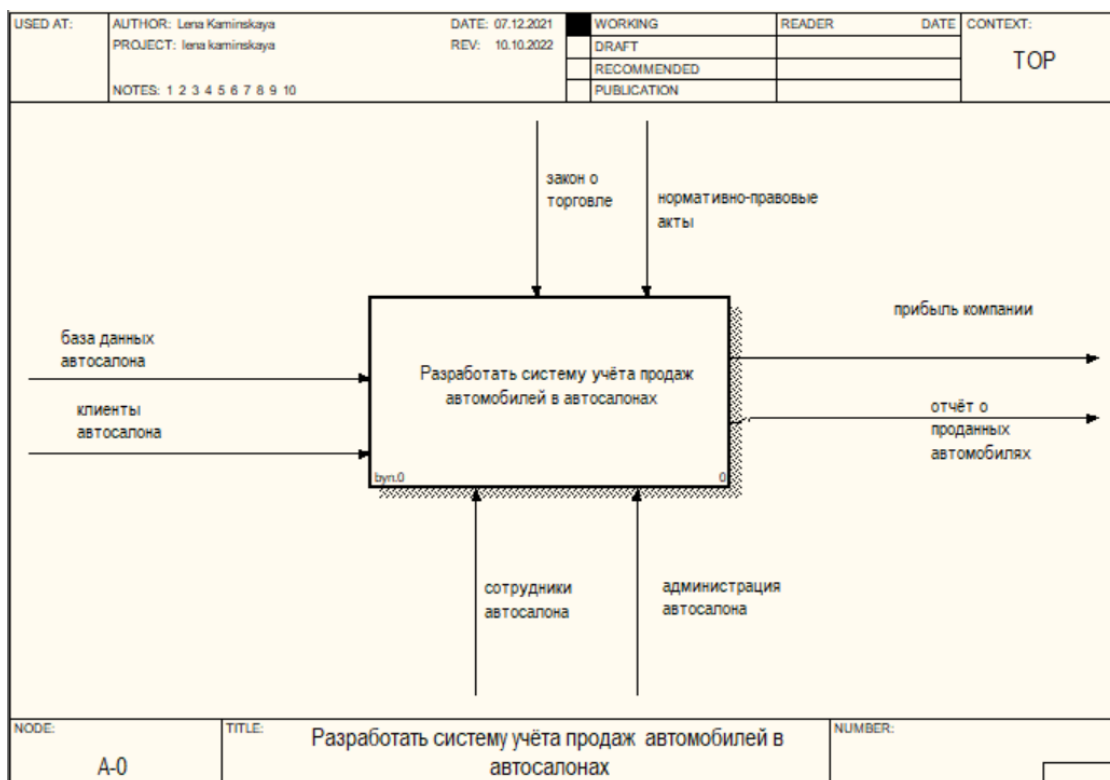 USED AT:
AUTHOR: Lena Kaminskaya
DATE: 07.12.2021
PROJECT: lena kaminskaya
REV: 10.10.2022
NOTES: 1 2 3 4 5 6 7 8 9 10
WORKING
DRAFT
RECOMMENDED
PUBLICATION
READER
DATE
CONTEXT:
TOP
закон о
торговле
нормативно-правовые
акты
прибыль компании
база данных
автосалона
Разработать систему учёта продаж
автомобилей в автосалонах
клиенты
автосалона
отчёт о
проданных
автомобилях
byn.0
0
сотрудники
автосалона
администрация
автосалона
NODE:
A-0
TITLE:
Разработать систему учёта продаж автомобилей в
автосалонах
NUMBER: